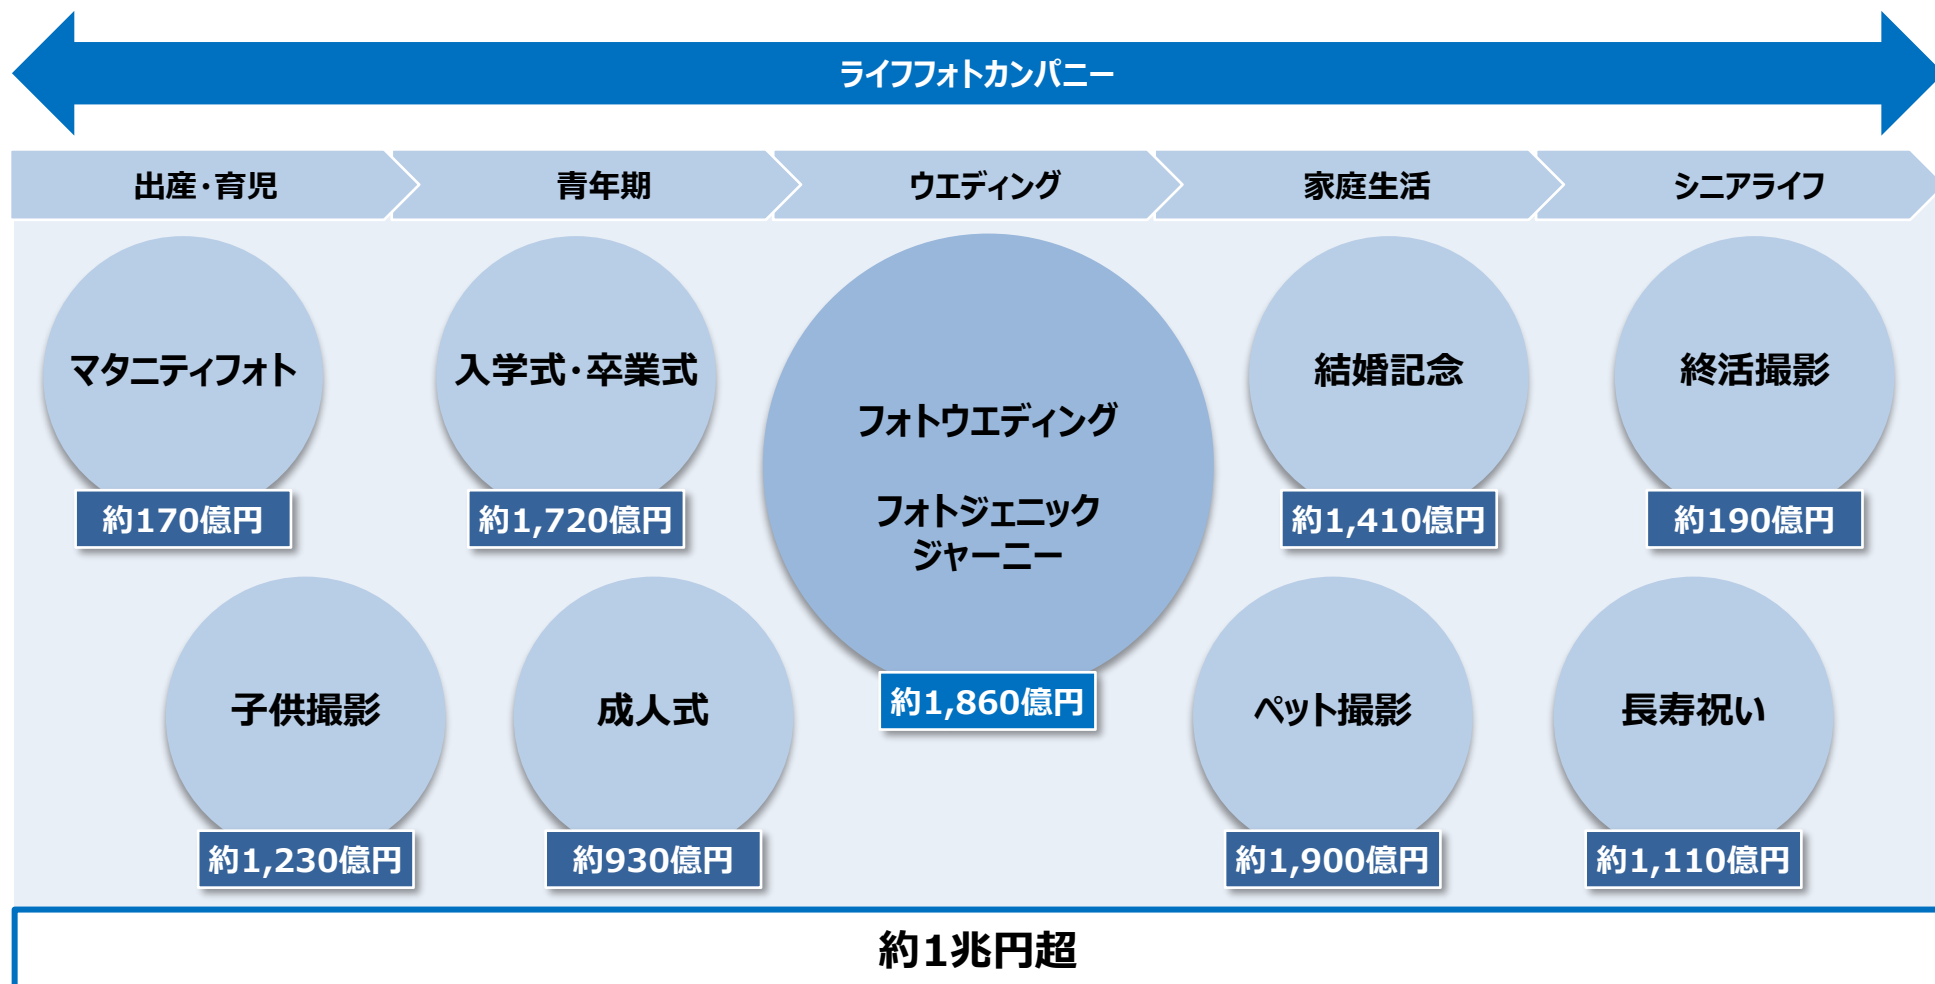 ライフフォトカンパニー
出産・育児
青年期
ウエディング
家庭生活
シニアライフ
マタニティフォト
約170億円
入学式・卒業式
約1,720億円
フォトウエディング
フォトジェニック
ジャーニー
約1,860億円
結婚記念
約1,410億円
終活撮影
約190億円
子供撮影
約1,230億円
成人式
約930億円
ペット撮影
約1,900億円
長寿祝い
約1,110億円
約1兆円超